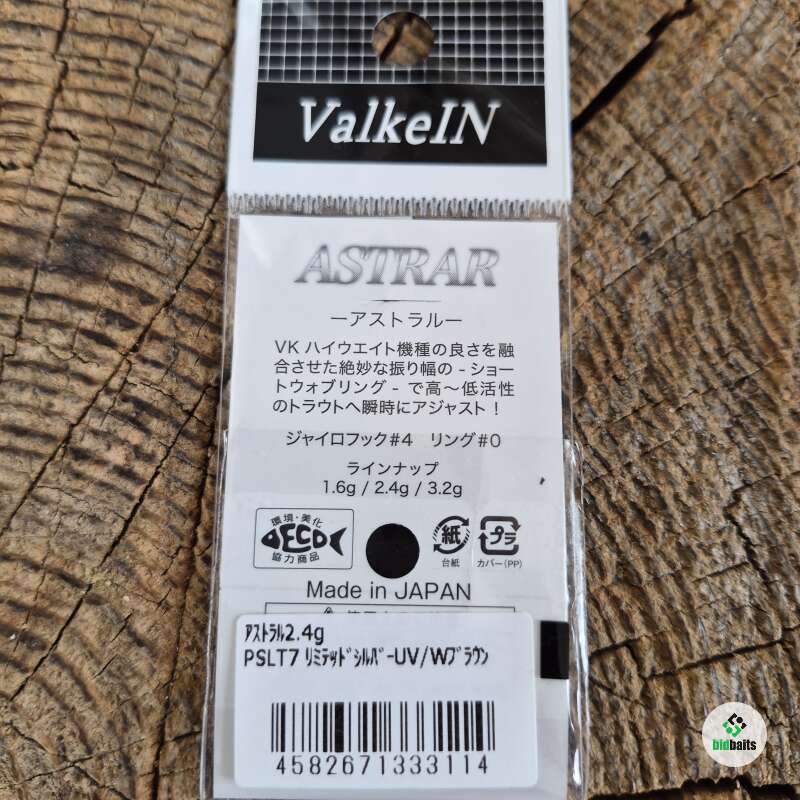 ValkeIN
ASTRAR
－アストラル－
VK ハイウエイト機種の良さを融
合させた絶妙な振り幅の - ショー
トウォブリング - で高～低活性
のトラウトへ瞬時にアジャスト！
ジャイロフック#4 リング#0
ラインナップ
1.6g / 2.4g / 3.2g
環境・美化
ECO
協力商品
紙
台紙
プラ
カバー(PP)
Made in JAPAN
ｱｽﾄﾗﾙ2.4g
PSLT7 ﾘﾐﾃｯﾄﾞｼﾙﾊﾞｰUV/Wﾌﾞﾗｳﾝ
4582671333114
bidbaits